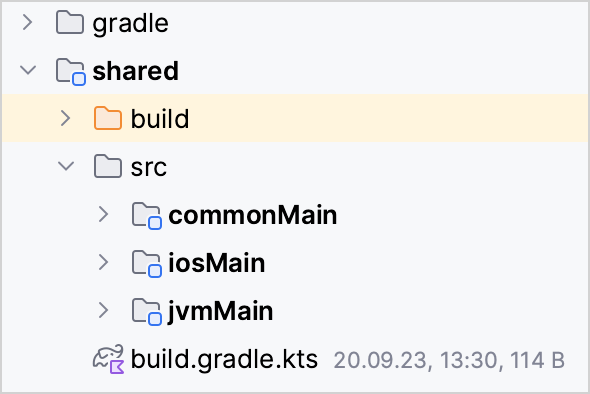 gradle
shared
build
src
commonMain
iosMain
jvmMain
build.gradle.kts 20.09.23, 13:30, 114 B